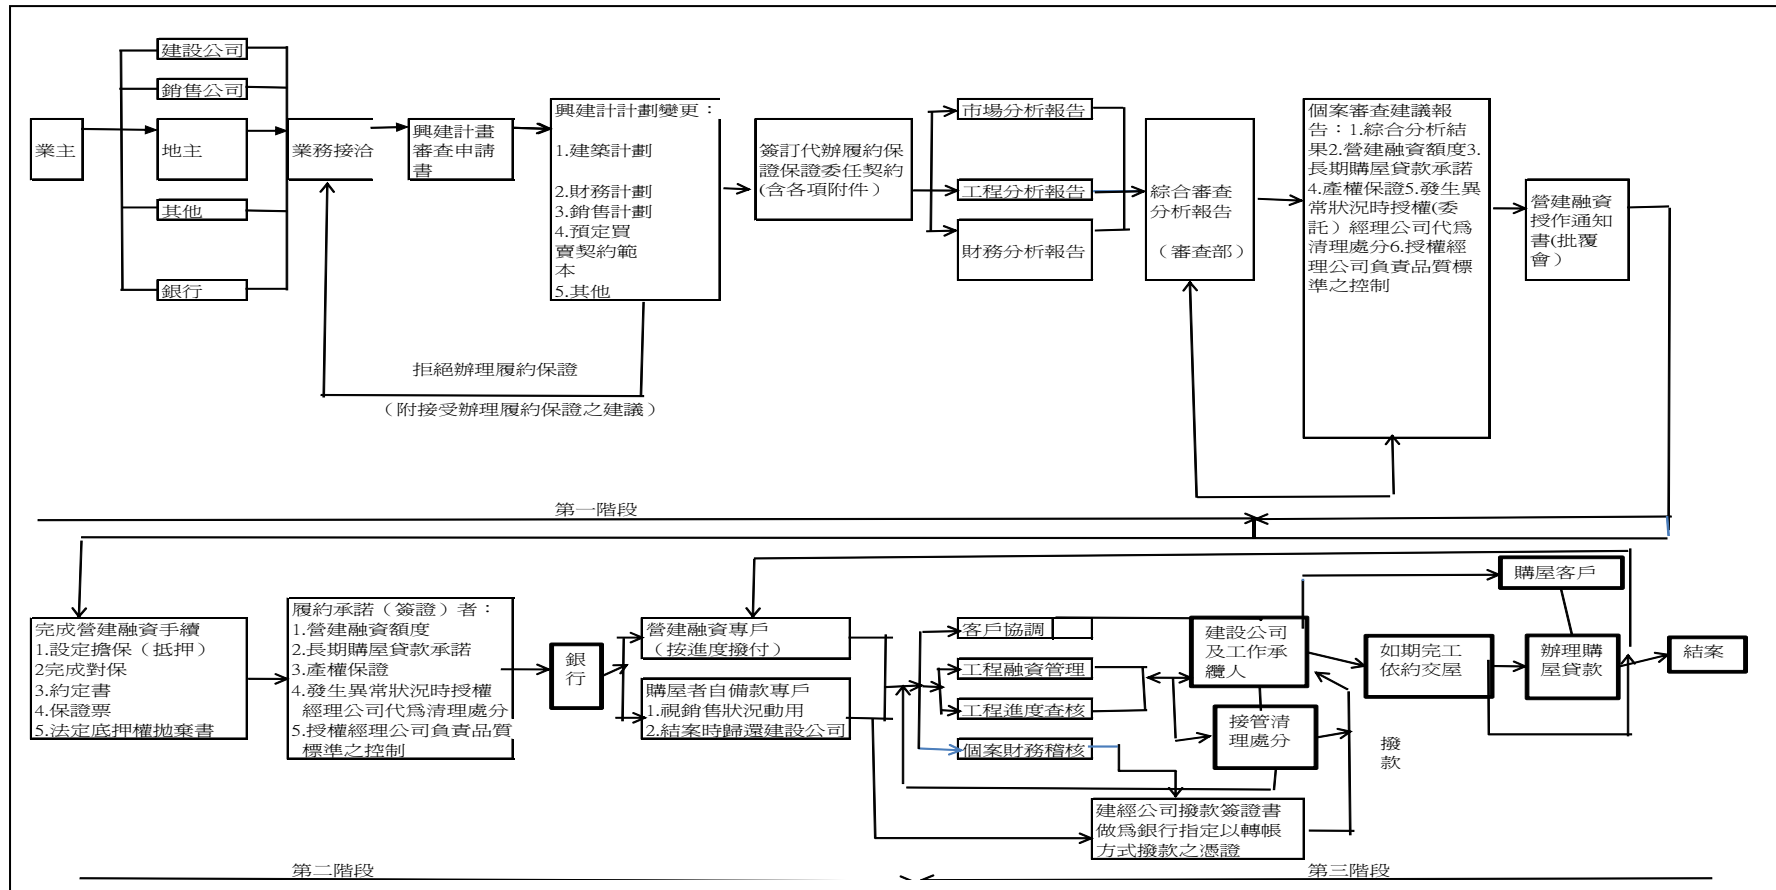 建設公司
銷售公司
業主
地主
其他
銀行
業務接洽
興建計畫
審查申請
書
興建計計劃變更：
1.建築計劃
2.財務計劃
3.銷售計劃
4.預定買
賣契約範
本
5.其他
拒絕辦理履約保證
（附接受辦理履約保證之建議）
簽訂代辦履約保
證保證委任契約
(含各項附件）
市場分析報告
工程分析報告
財務分析報告
綜合審查
分析報告
（審查部）
個案審查建議報
告：1.綜合分析結
果2.營建融資額度3.
長期購屋貸款承諾
4.產權保證5.發生異
常狀況時授權(委
託）經理公司代為
清理處分6.授權經
理公司負責品質標
準之控制
營建融資
授作通知
書(批覆
會）
第一階段
完成營建融資手續
1.設定擔保（抵押）
2完成對保
3.約定書
4.保證票
5.法定底押權拋棄書
履約承諾（簽證）者：
1.營建融資額度
2.長期購屋貸款承諾
3.產權保證
4.發生異常狀況時授權
經理公司代為清理處分
5.授權經理公司負責品質
標準之控制
銀
行
營建融資專戶
（按進度撥付）
購屋者自備款專戶
1.視銷售狀況動用
2.結案時歸還建設公司
客戶協調
工程融資管理
工程進度查核
個案財務稽核
建設公司
及工作承
纜人
接管清
理處分
建經公司撥款簽證書
做為銀行指定以轉帳
方式撥款之憑證
如期完工
依約交屋
撥
款
購屋客戶
辦理購
屋貸款
結案
第二階段
第三階段